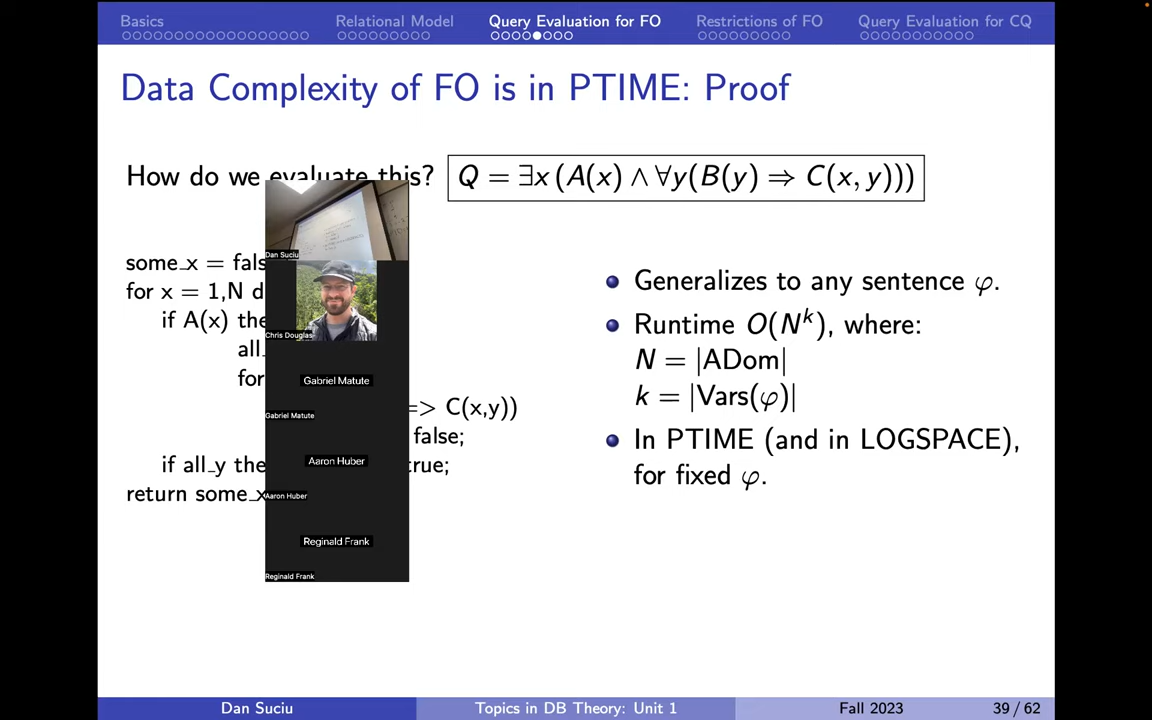 Basics Relational Model Query Evaluation for FO Restrictions of FO Query Evaluation for CQ
Data Complexity of FO is in PTIME: Proof
How do we evaluate this? Q = ∃x (A(x) ∧ ∀y(B(y) ⇒ C(x, y)))
some_x = fals
for x = 1,N d
if A(x) the
all_
for
=> C(x,y))
false;
if all_y the true;
return some_x
Generalizes to any sentence φ.
Runtime O(N^k), where:
N = |ADom|
k = |Vars(φ)|
In PTIME (and in LOGSPACE),
for fixed φ.
Dan Suciu
Chris Douglas
Gabriel Matute
Gabriel Matute
Aaron Huber
Aaron Huber
Reginald Frank
Reginald Frank
Dan Suciu Topics in DB Theory: Unit 1 Fall 2023 39 / 62